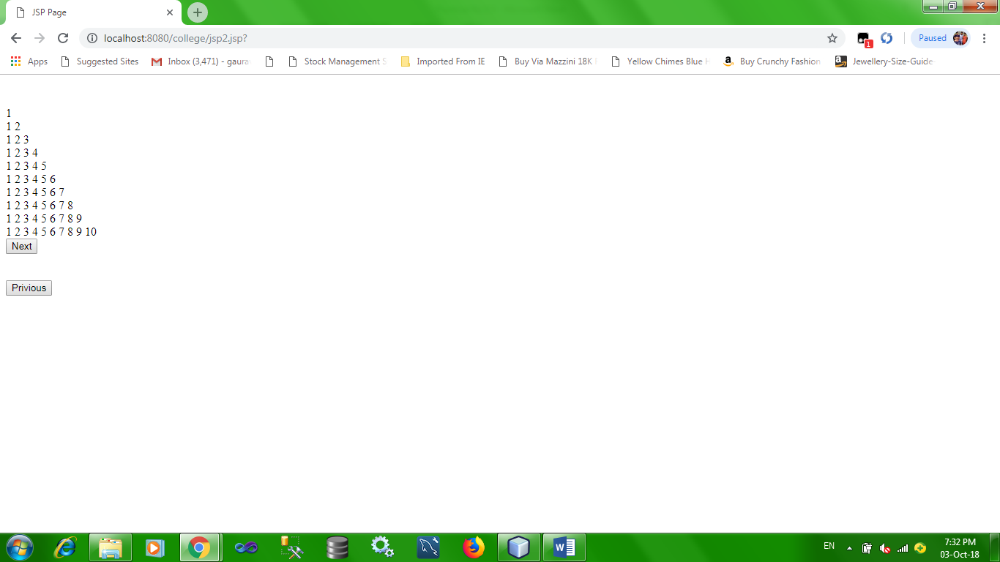 JSP Page
localhost:8080/college/jsp2.jsp?
1
Paused
Apps Suggested Sites Inbox (3,471) - gaura Stock Management S Imported From IE Buy Via Mazzini 18K Yellow Chimes Blue Buy Crunchy Fashion Jewellery-Size-Guide-
1
1 2
1 2 3
1 2 3 4
1 2 3 4 5
1 2 3 4 5 6
1 2 3 4 5 6 7
1 2 3 4 5 6 7 8
1 2 3 4 5 6 7 8 9
1 2 3 4 5 6 7 8 9 10
Next
Privious
EN
7:32 PM
03-Oct-18